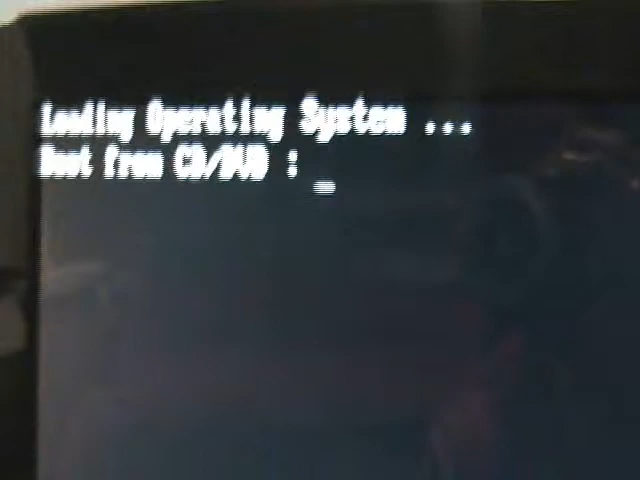 Loading Operating System ...
Boot from CD/DVD :